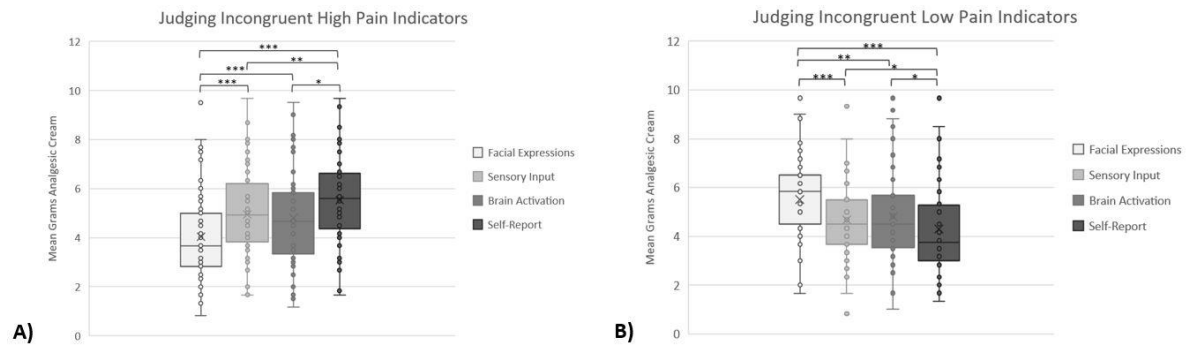 Judging Incongruent High Pain Indicators
12
10
8
6
4
2
0
Mean Grams Analgesic Cream
***
**
***
***
*
Facial Expressions
Sensory Input
Brain Activation
Self-Report
A)
Judging Incongruent Low Pain Indicators
12
10
8
6
4
2
0
Mean Grams Analgesic Cream
***
**
*
***
*
Facial Expressions
Sensory Input
Brain Activation
Self-Report
B)